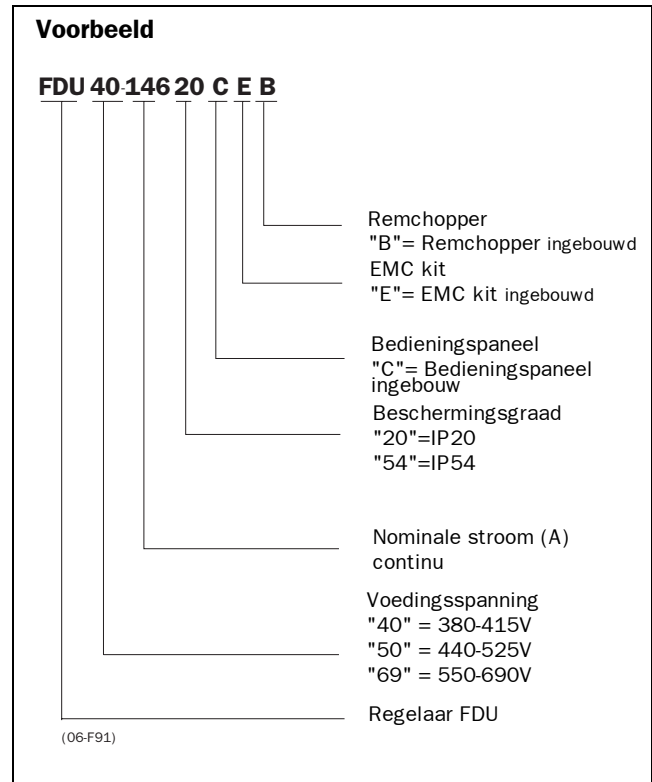 Voorbeeld
FDU 40-146 20 C E B
Remchopper
"B"= Remchopper ingebouwd
EMC kit
"E"= EMC kit ingebouwd
Bedieningspaneel
"C"= Bedieningspaneel
ingebouw
Beschermingsgraad
"20"=IP20
"54"=IP54
Nominale stroom (A)
continu
Voedingsspanning
"40" = 380-415V
"50" = 440-525V
"69" = 550-690V
Regelaar FDU
(06-F91)